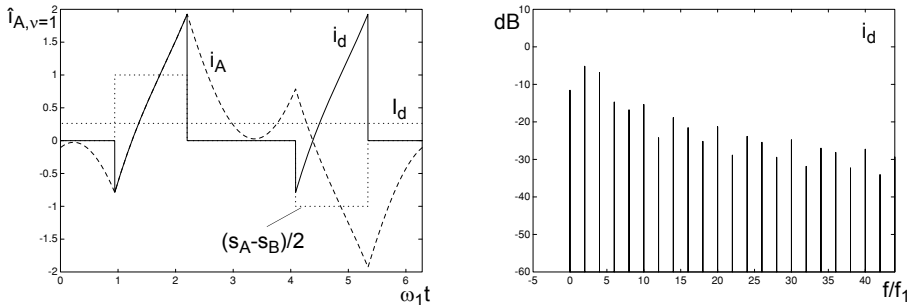 î_A,ν=1
2
1.5
1
0.5
0
-0.5
-1
-1.5
-2
0 1 2 3 4 5 6
i_A
i_d
I_d
(s_A-s_B)/2
ω_1t
dB
10
0
-10
-20
-30
-40
-50
-60
-5 0 5 10 15 20 25 30 35 40
i_d
f/f_1